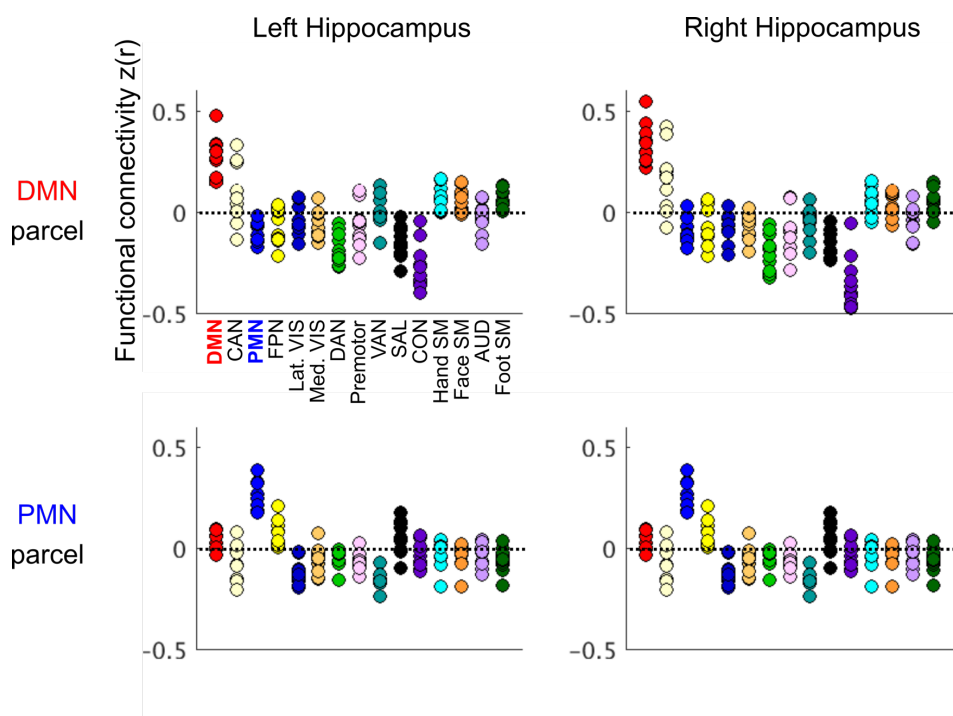 Left Hippocampus
Right Hippocampus
Functional connectivity z(r)
DMN
parcel
0.5
0
-0.5
0.5
0
-0.5
DMN
CAN
PMN
FPN
Lat. VIS
Med. VIS
DAN
Premotor
VAN
SAL
CON
Hand SM
Face SM
AUD
Foot SM
PMN
parcel
0.5
0
-0.5
0.5
0
-0.5